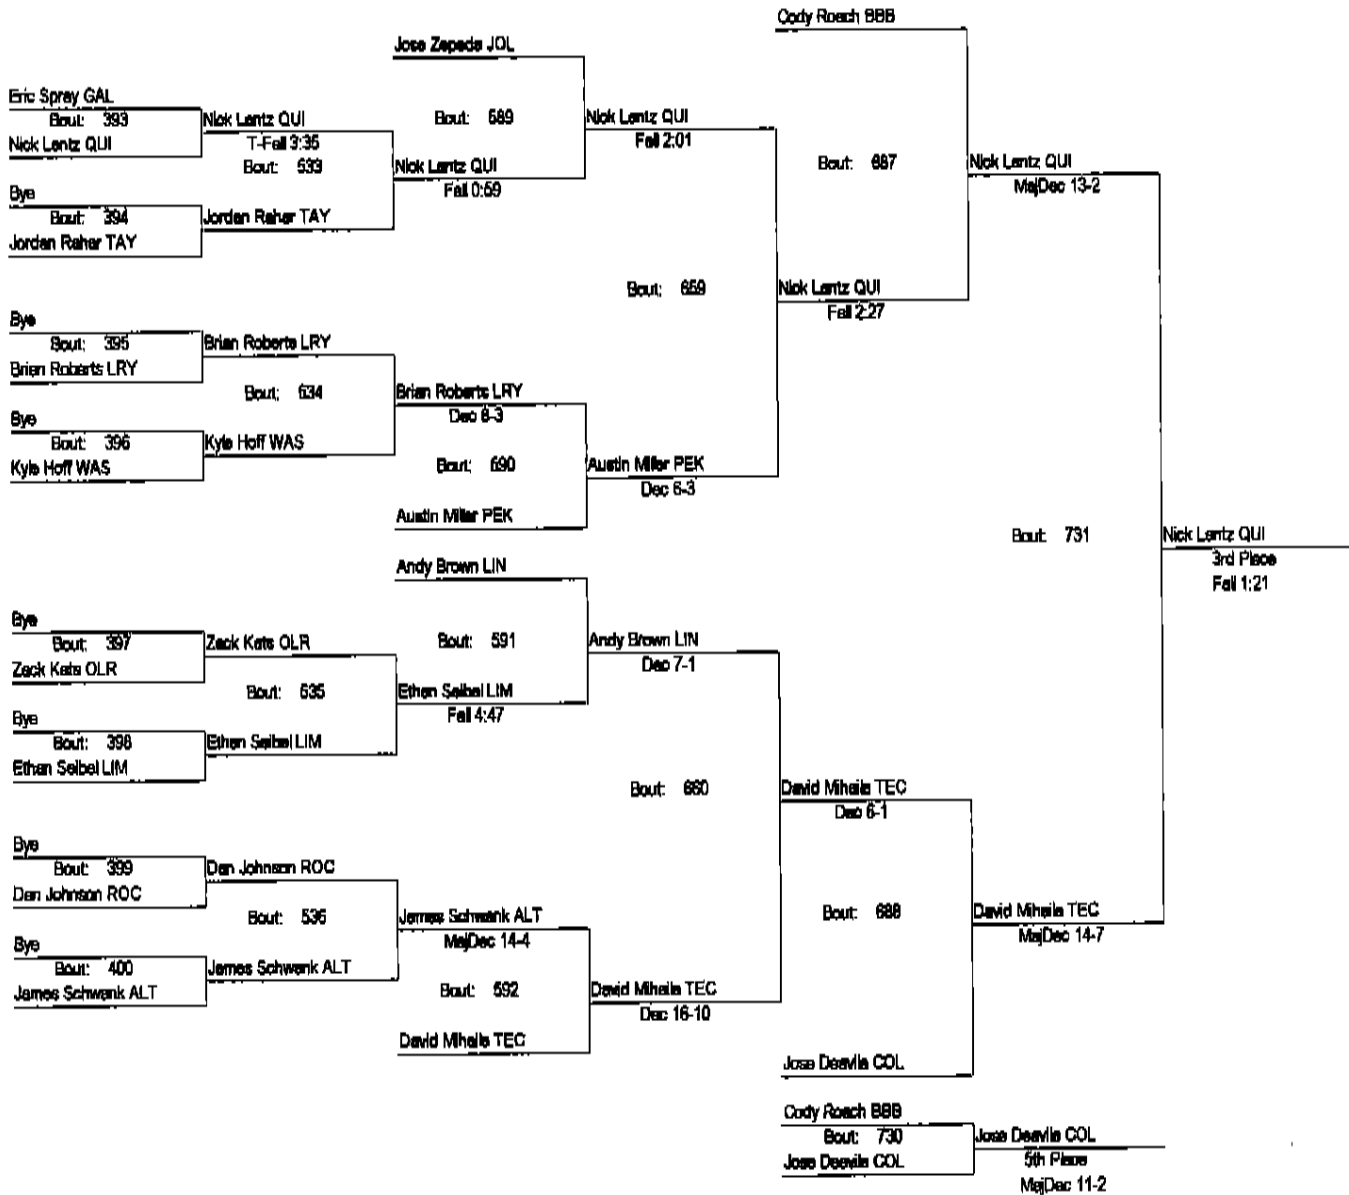 Cody Roach BBB
Jose Zepeda JOL
Eric Spray GAL
Bout: 393
Nick Lentz QUI
Nick Lentz QUI
T-Fall 3:35
Bout: 533
Bout: 589
Nick Lentz QUI
Fall 2:01
Nick Lentz QUI
Fall 0:59
Bout: 687
Nick Lentz QUI
MajDec 13-2
Bye
Bout: 394
Jordan Raher TAY
Jordan Raher TAY
Bout: 659
Nick Lentz QUI
Fall 2:27
Bye
Bout: 395
Brian Roberts LRY
Brian Roberts LRY
Bout: 534
Brian Roberts LRY
Dec 8-3
Bye
Bout: 396
Kyle Hoff WAS
Kyle Hoff WAS
Bout: 590
Austin Miller PEK
Dec 6-3
Austin Miller PEK
Bout: 731
Nick Lentz QUI
3rd Place
Fall 1:21
Andy Brown LIN
Bye
Bout: 397
Zack Kats OLR
Zack Kats OLR
Bout: 591
Andy Brown LIN
Dec 7-1
Bout: 535
Ethan Seibel LIM
Fall 4:47
Bye
Bout: 398
Ethan Seibel LIM
Ethan Seibel LIM
Bout: 660
David Mihaila TEC
Dec 6-1
Bye
Bout: 399
Dan Johnson ROC
Dan Johnson ROC
Bout: 536
James Schwank ALT
MajDec 14-4
Bout: 688
David Mihaila TEC
MajDec 14-7
Bye
Bout: 400
James Schwank ALT
James Schwank ALT
Bout: 592
David Mihaila TEC
Dec 16-10
David Mihaila TEC
Jose Deavila COL
Cody Roach BBB
Bout: 730
Jose Deavila COL
Jose Deavila COL
5th Place
MajDec 11-2